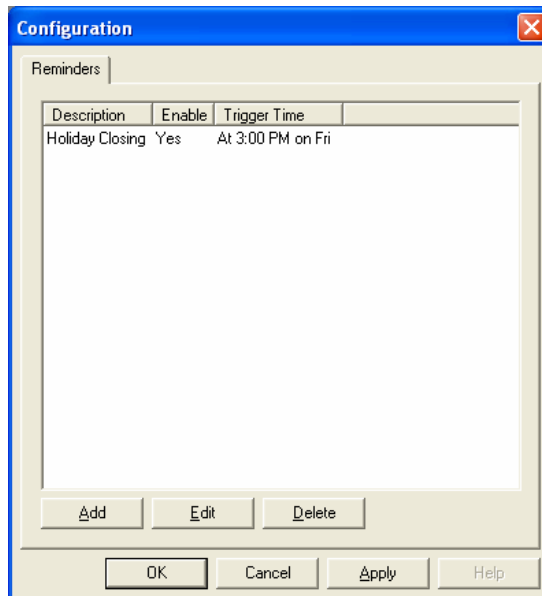 Configuration
Reminders
Description Enable Trigger Time
Holiday Closing Yes At 3:00 PM on Fri
Add Edit Delete
OK Cancel Apply Help